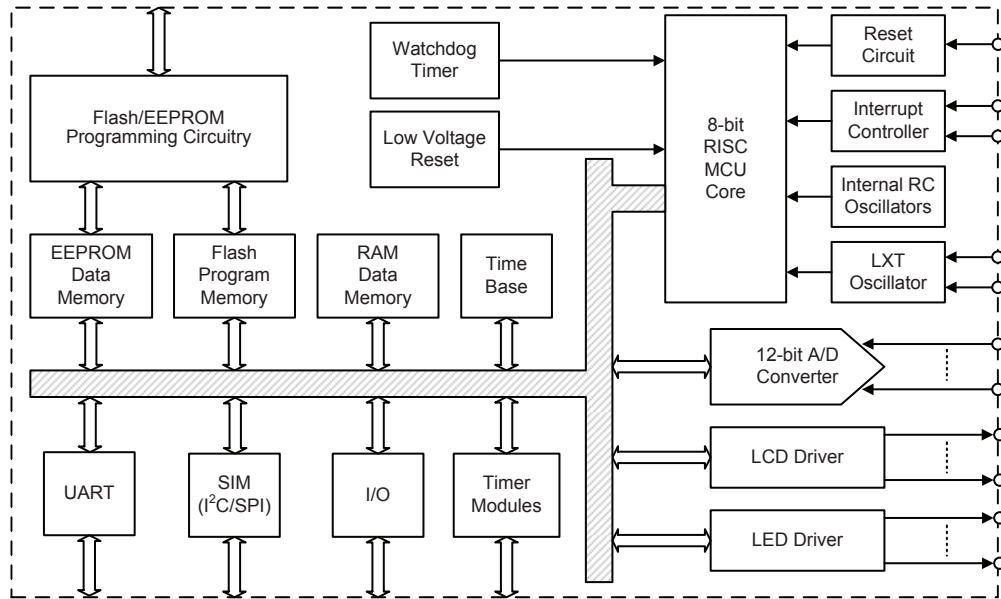 Watchdog
Timer
Low Voltage
Reset
Flash/EEPROM
Programming Circuitry
8-bit
RISC
MCU
Core
Reset
Circuit
Interrupt
Controller
Internal RC
Oscillators
LXT
Oscillator
EEPROM
Data
Memory
Flash
Program
Memory
RAM
Data
Memory
Time
Base
12-bit A/D
Converter
LCD Driver
LED Driver
UART
SIM
(I²C/SPI)
I/O
Timer
Modules